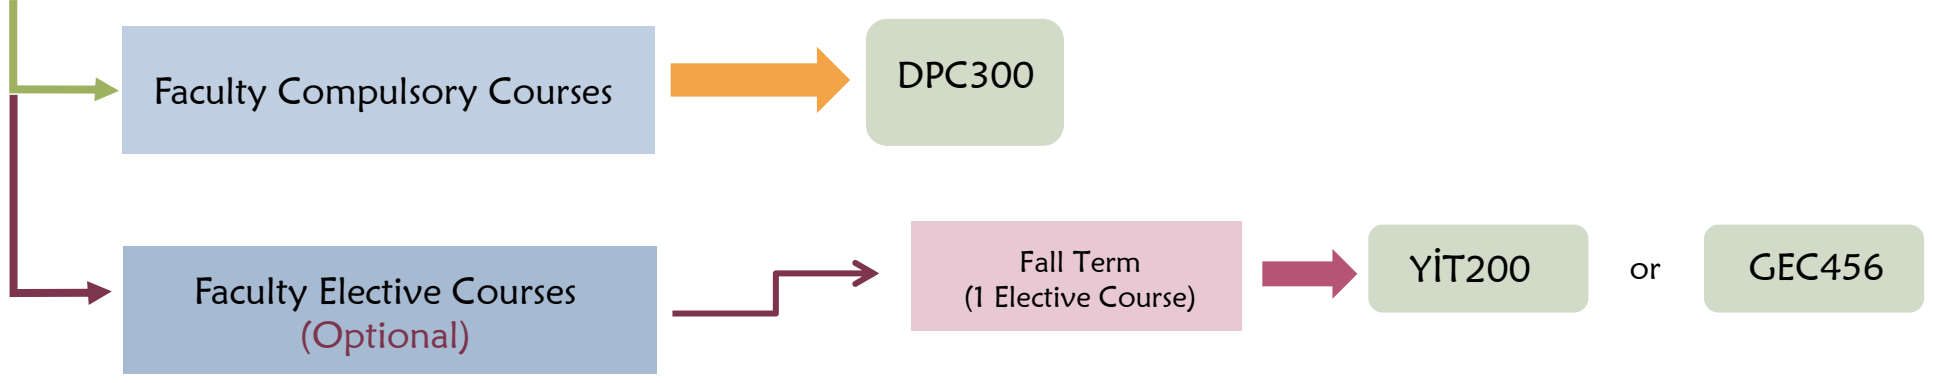 Faculty Compulsory Courses
DPC300
Faculty Elective Courses
(Optional)
Fall Term
(1 Elective Course)
YİT200
or
GEC456